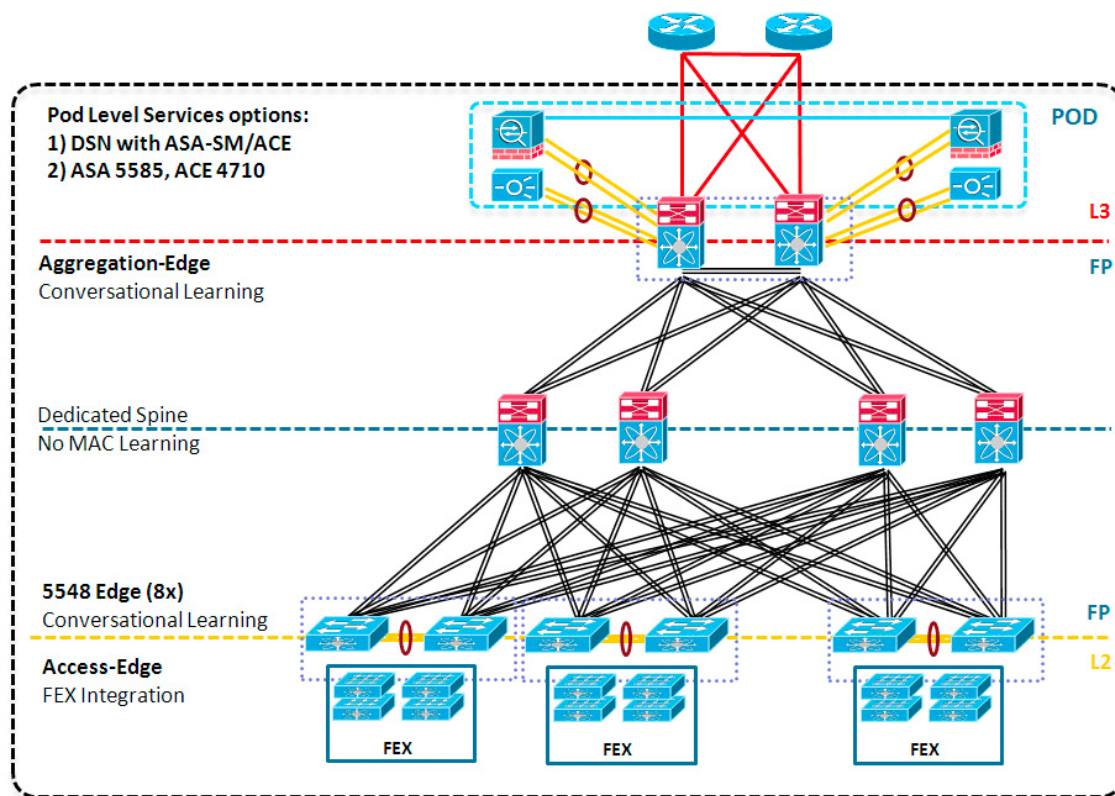 Pod Level Services options:
1) DSN with ASA-SM/ACE
2) ASA 5585, ACE 4710
POD
L3
Aggregation-Edge
Conversational Learning
FP
Dedicated Spine
No MAC Learning
5548 Edge (8x)
Conversational Learning
FP
Access-Edge
FEX Integration
L2
FEX
FEX
FEX